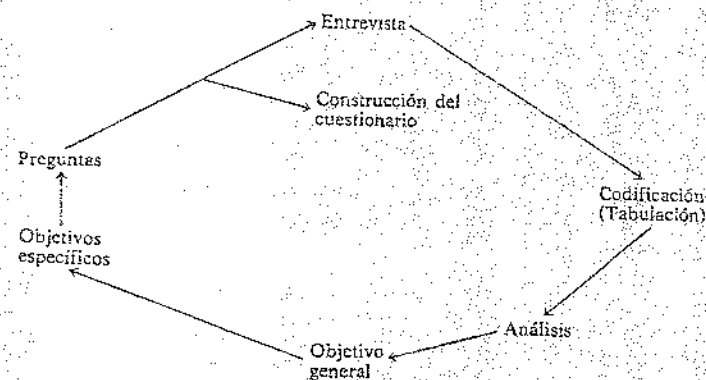 Entrevista
Construcción del
cuestionario
Preguntas
Codificación
(Tabulación)
Objetivos
específicos
Análisis
Objetivo
general